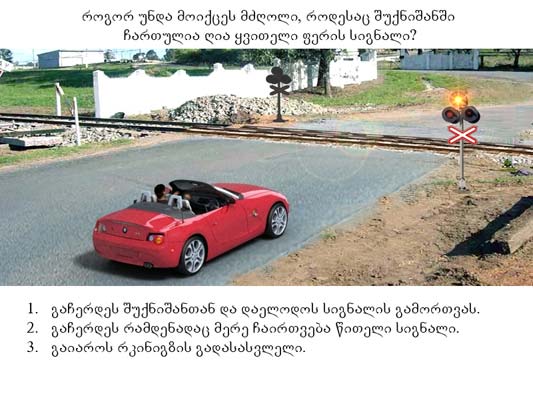 როგორ უნდა მოიქცეს მძღოლი, როდესაც შუქნიშანში
ჩართულია ღია ყვითელი ფერის სიგნალი?
1. გაჩერდეს შუქნიშანთან და დაელოდოს სიგნალის გამორთვას.
2. გაჩერდეს რამდენადაც მერე ჩაირთვება წითელი სიგნალი.
3. გაიაროს რკინიგზის გადასასვლელი.